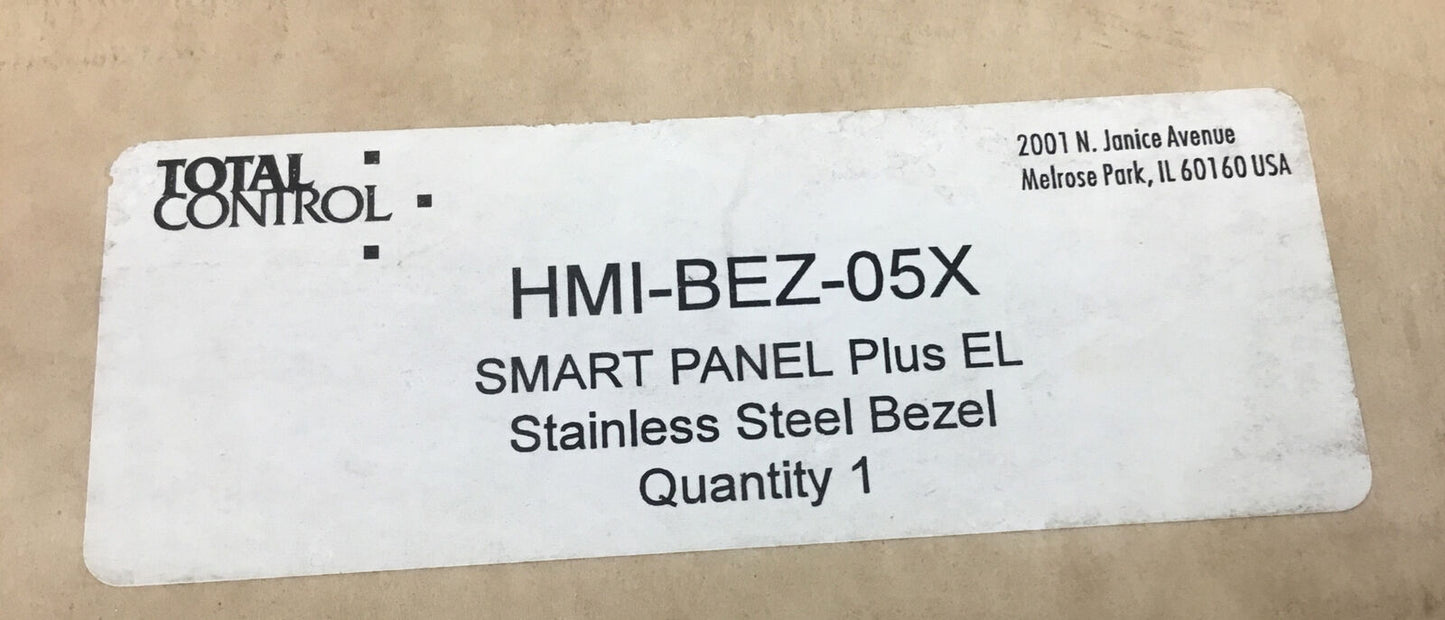 TOTAL
CONTROL
2001 N. Janice Avenue
Melrose Park, IL 60160 USA
HMI-BEZ-05X
SMART PANEL Plus EL
Stainless Steel Bezel
Quantity 1